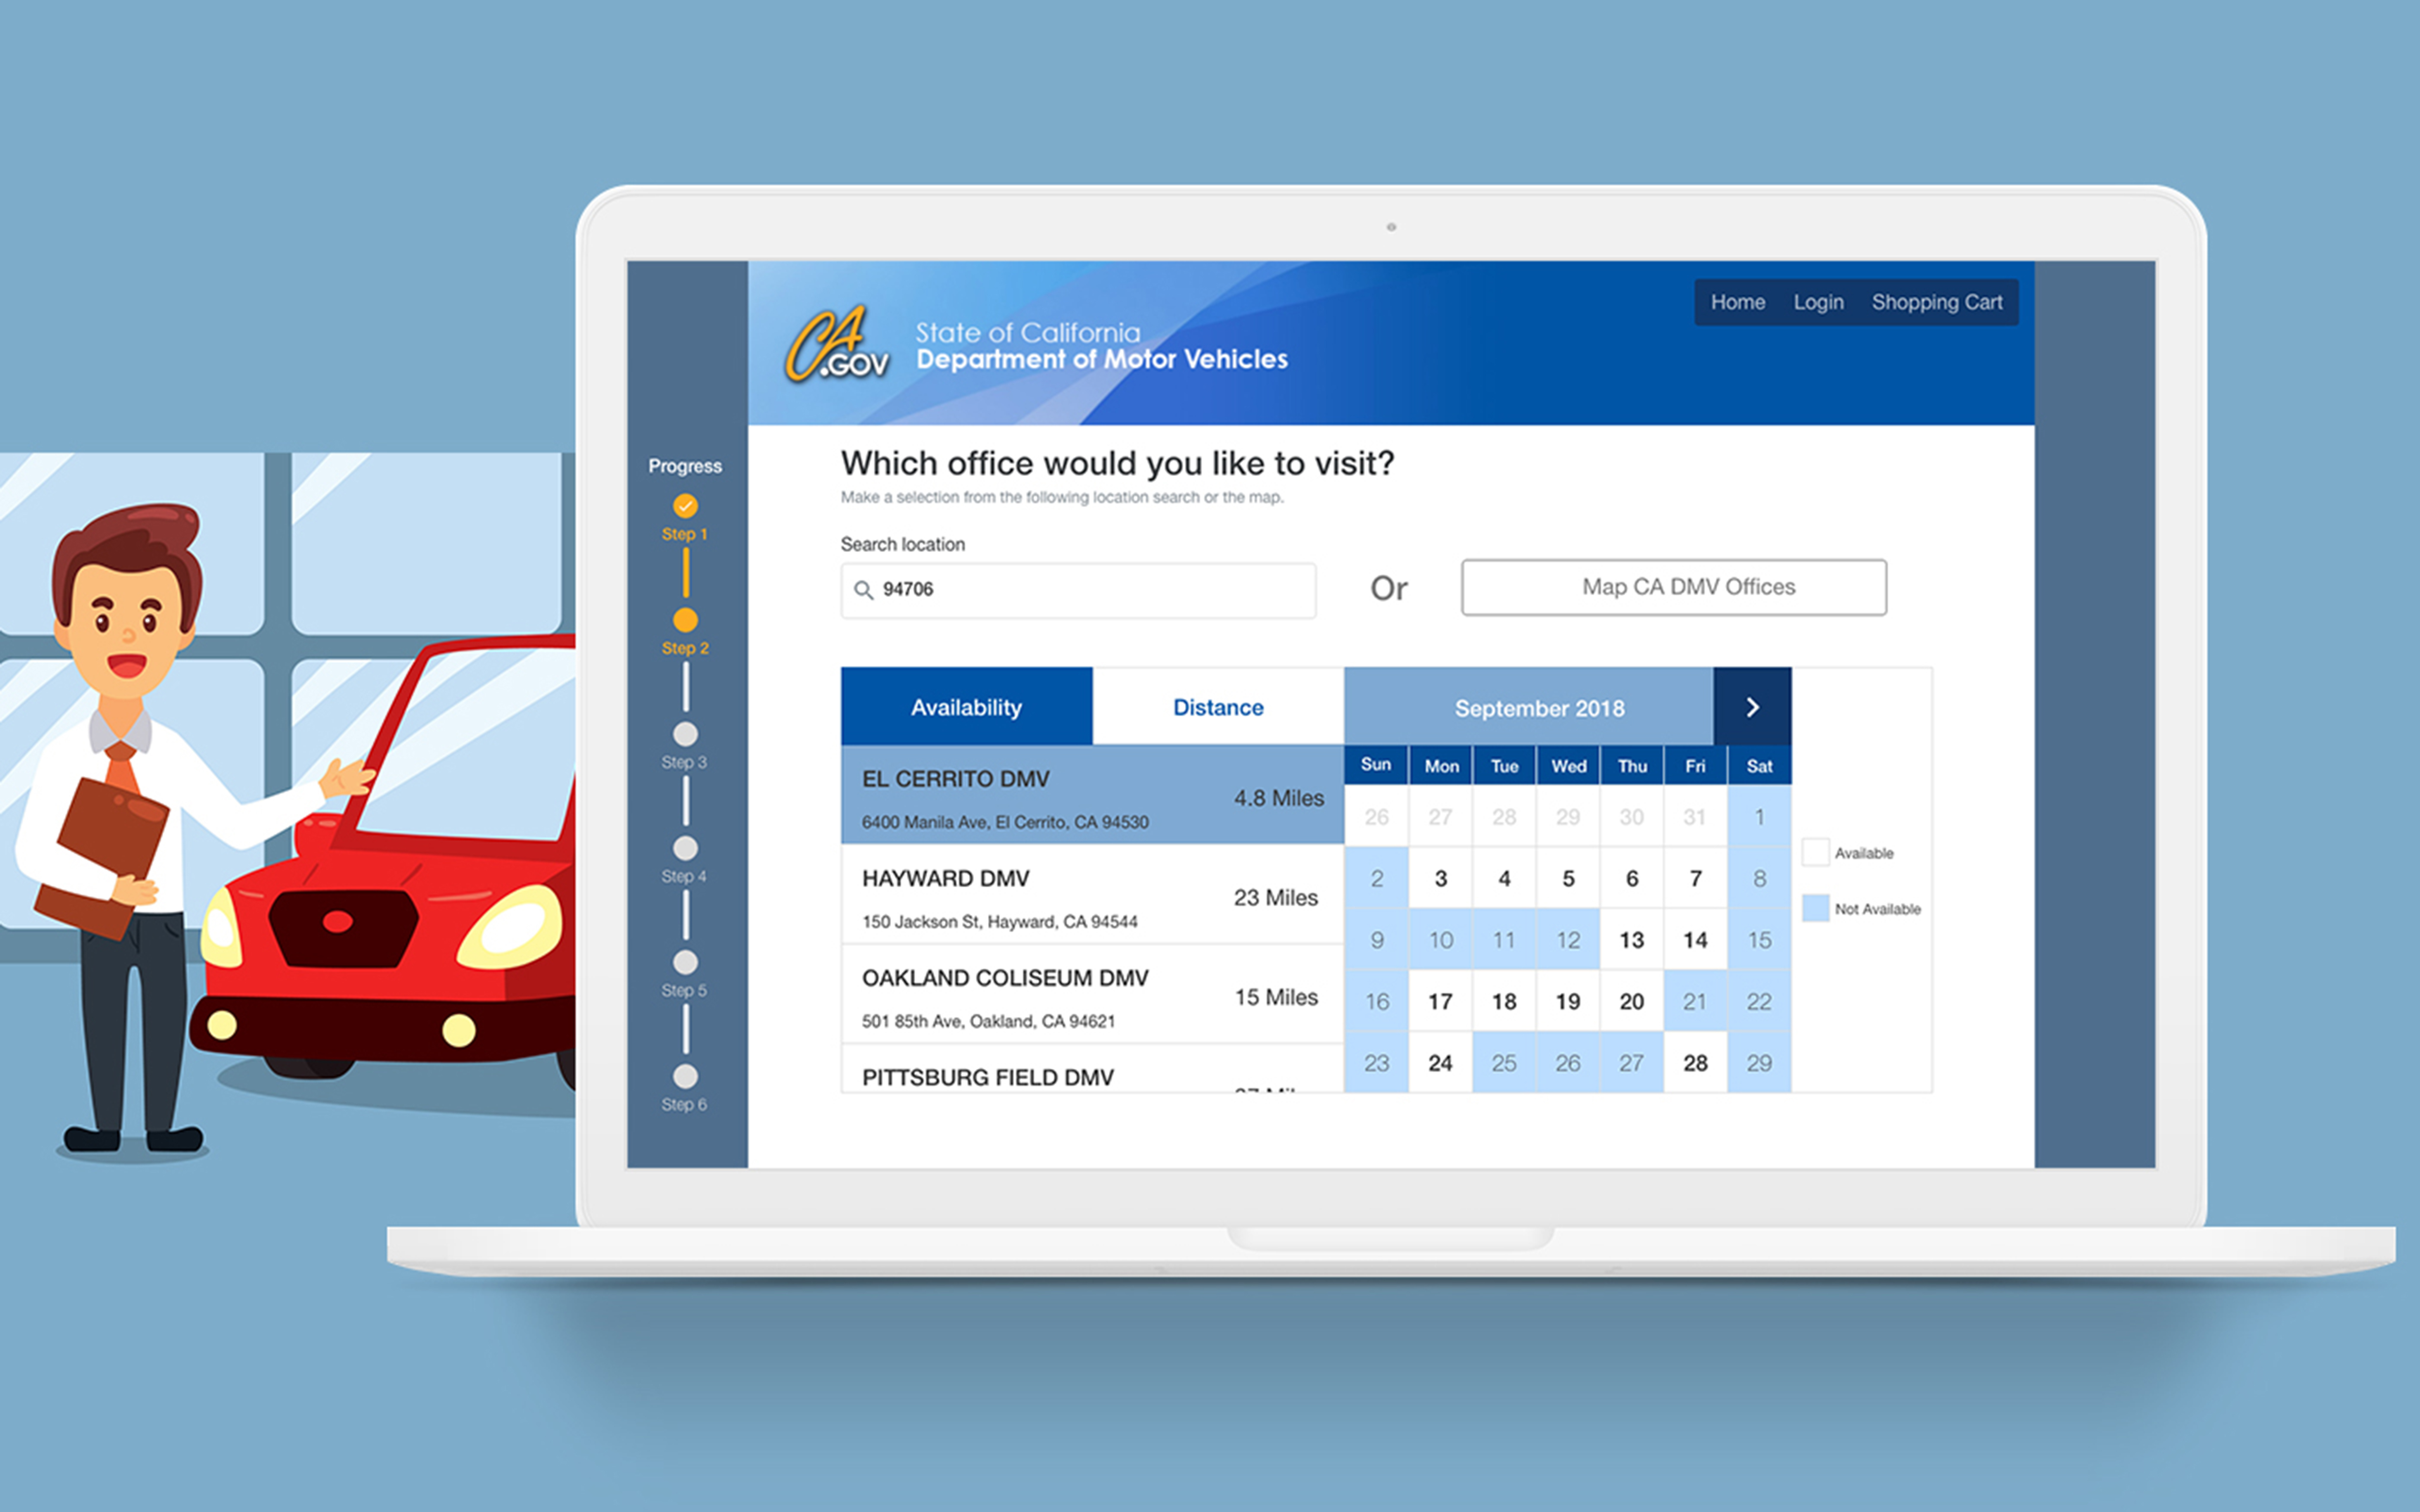 CA
.GOV
State of California
Department of Motor Vehicles
Home Login Shopping Cart
Progress
Step 1
Step 2
Step 3
Step 4
Step 5
Step 6
Which office would you like to visit?
Make a selection from the following location search or the map.
Search location
94706
Or
Map CA DMV Offices
Availability Distance
EL CERRITO DMV
4.8 Miles
6400 Manila Ave, El Cerrito, CA 94530
HAYWARD DMV
23 Miles
150 Jackson St, Hayward, CA 94544
OAKLAND COLISEUM DMV
15 Miles
501 85th Ave, Oakland, CA 94621
PITTSBURG FIELD DMV
September 2018
Sun Mon Tue Wed Thu Fri Sat
26 27 28 29 30 31 1
2 3 4 5 6 7 8
9 10 11 12 13 14 15
16 17 18 19 20 21 22
23 24 25 26 27 28 29
Available
Not Available